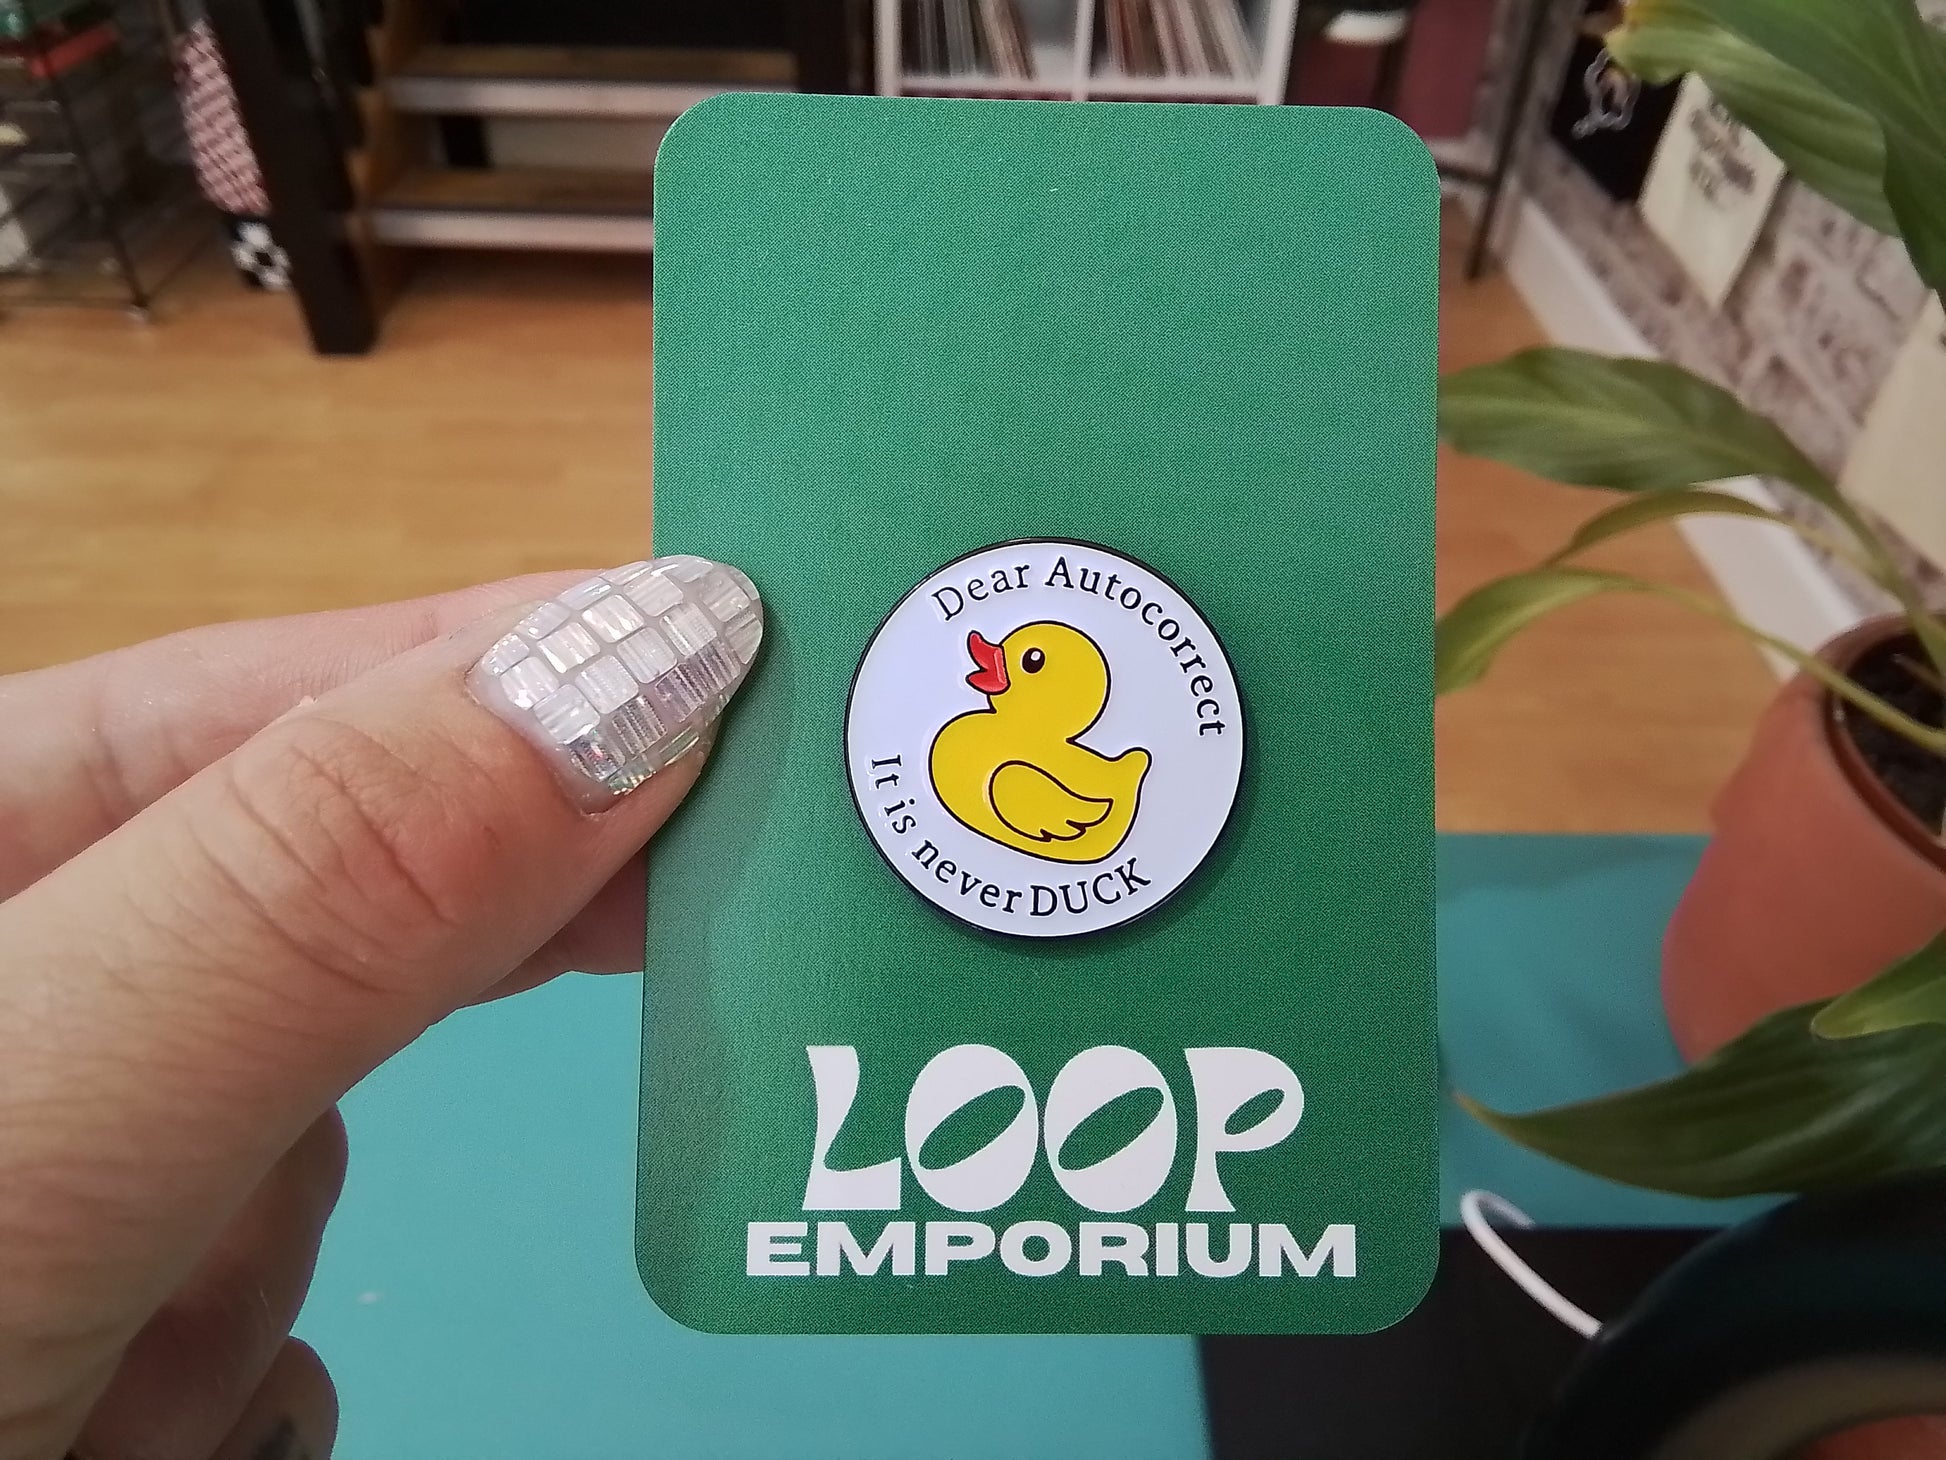 Dear Autocorrect
It is never DUCK
LOOP
EMPORIUM